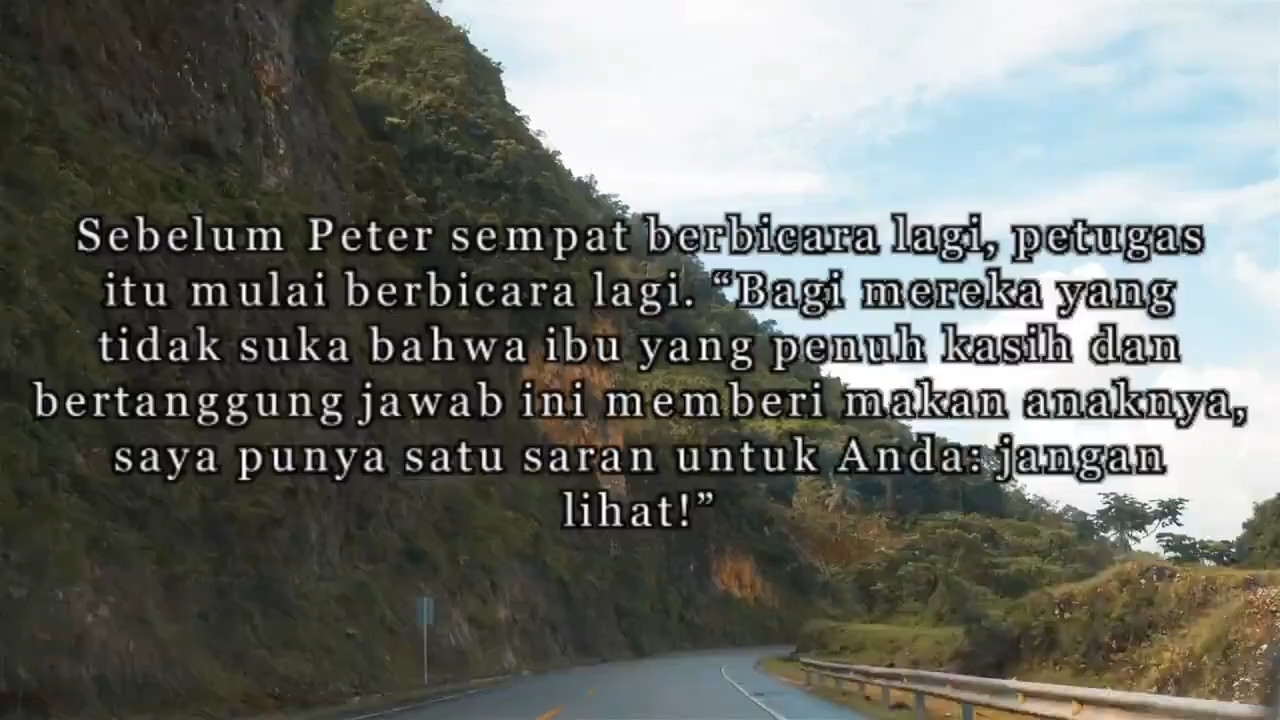 Sebelum Peter sempat berbicara lagi, petugas
itu mulai berbicara lagi. “Bagi mereka yang
tidak suka bahwa ibu yang penuh kasih dan
bertanggung jawab ini memberi makan anaknya,
saya punya satu saran untuk Anda: jangan
lihat!”